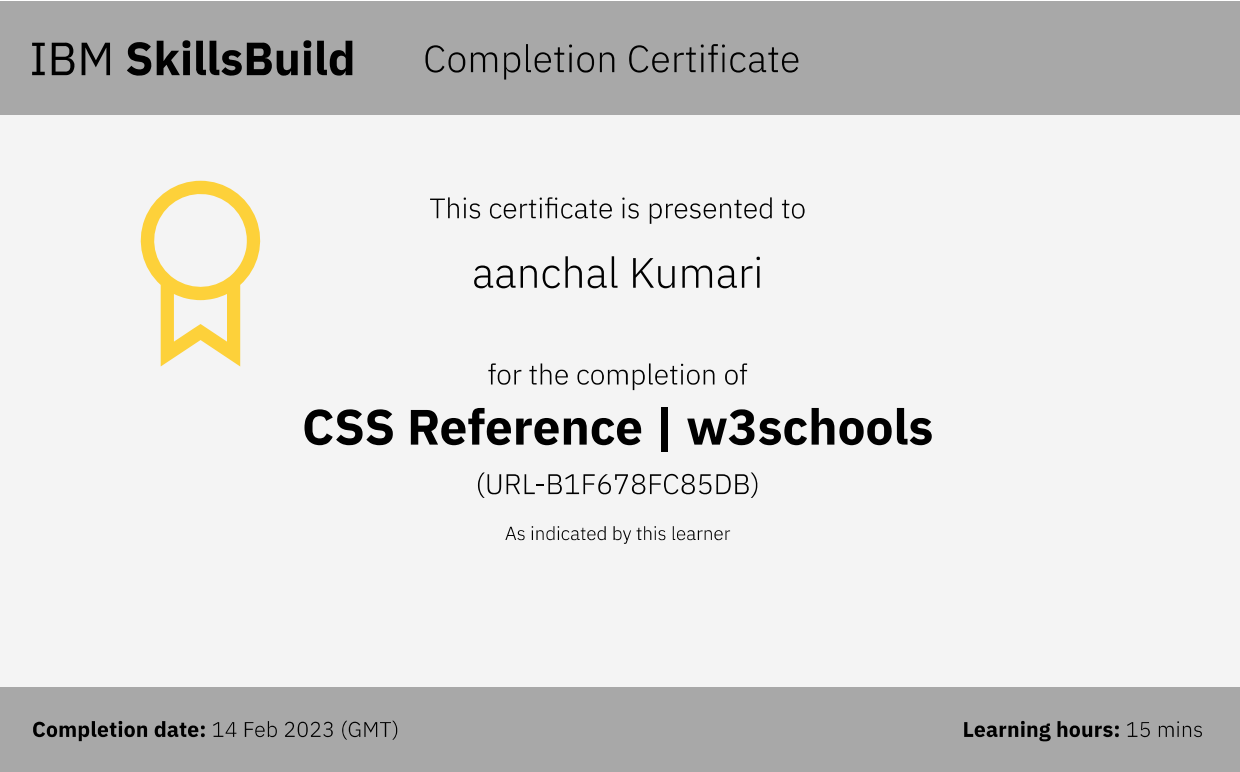 IBM SkillsBuild Completion Certificate
This certificate is presented to
aanchal Kumari
for the completion of
CSS Reference | w3schools
(URL-B1F678FC85DB)
As indicated by this learner
Completion date: 14 Feb 2023 (GMT)
Learning hours: 15 mins